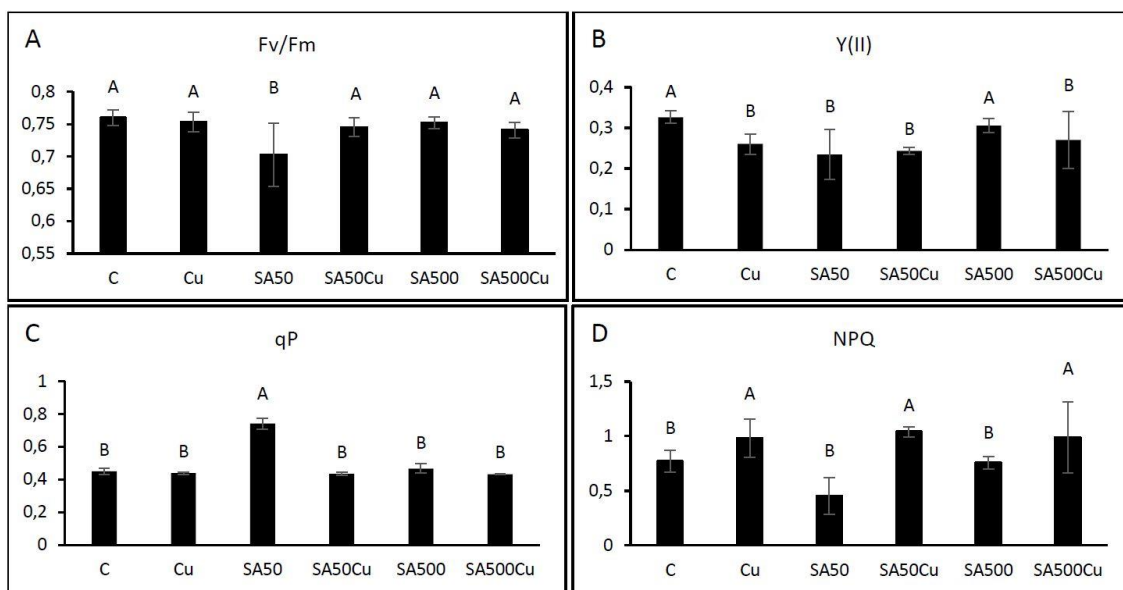 A
Fv/Fm
0,8
0,75
0,7
0,65
0,6
0,55
A A B A A A
C Cu SA50 SA50Cu SA500 SA500Cu
B
Y(II)
0,4
0,3
0,2
0,1
0
A B B B A B
C Cu SA50 SA50Cu SA500 SA500Cu
C
qP
1
0,8
0,6
0,4
0,2
0
B B A B B B
C Cu SA50 SA50Cu SA500 SA500Cu
D
NPQ
1,5
1
0,5
0
B A B A B A
C Cu SA50 SA50Cu SA500 SA500Cu